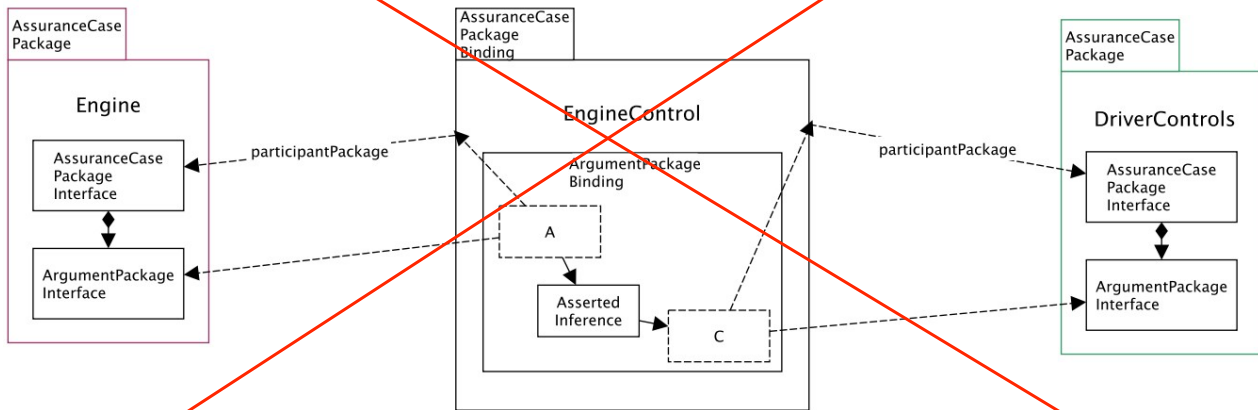 AssuranceCase
Package
Engine
AssuranceCase
Package
Interface
ArgumentPackage
Interface
participantPackage
AssuranceCase
Package
Binding
EngineControl
ArgumentPackage
Binding
A
Asserted
Inference
C
participantPackage
AssuranceCase
Package
DriverControls
AssuranceCase
Package
Interface
ArgumentPackage
Interface